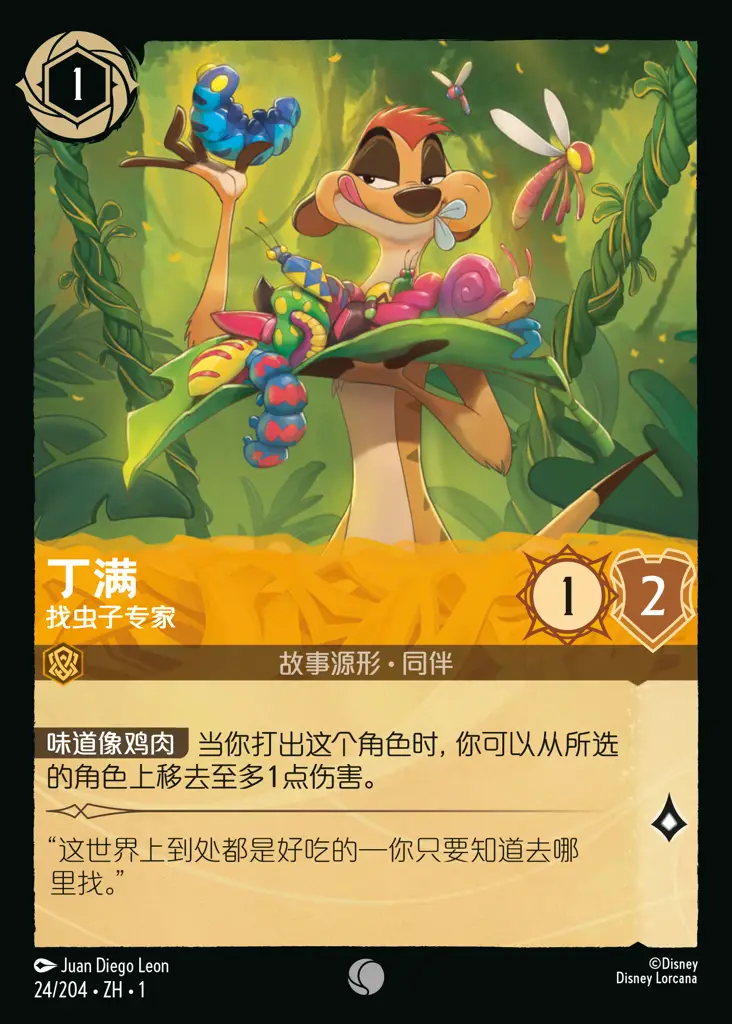 1
丁满
找虫子专家
1
2
故事源形·同伴
味道像鸡肉 当你打出这个角色时,你可以从所选
的角色上移去至多1点伤害。
“这世界上到处都是好吃的—你只要知道去哪
里找。”
Juan Diego Leon
©Disney
24/204 • ZH • 1
Disney Lorcana